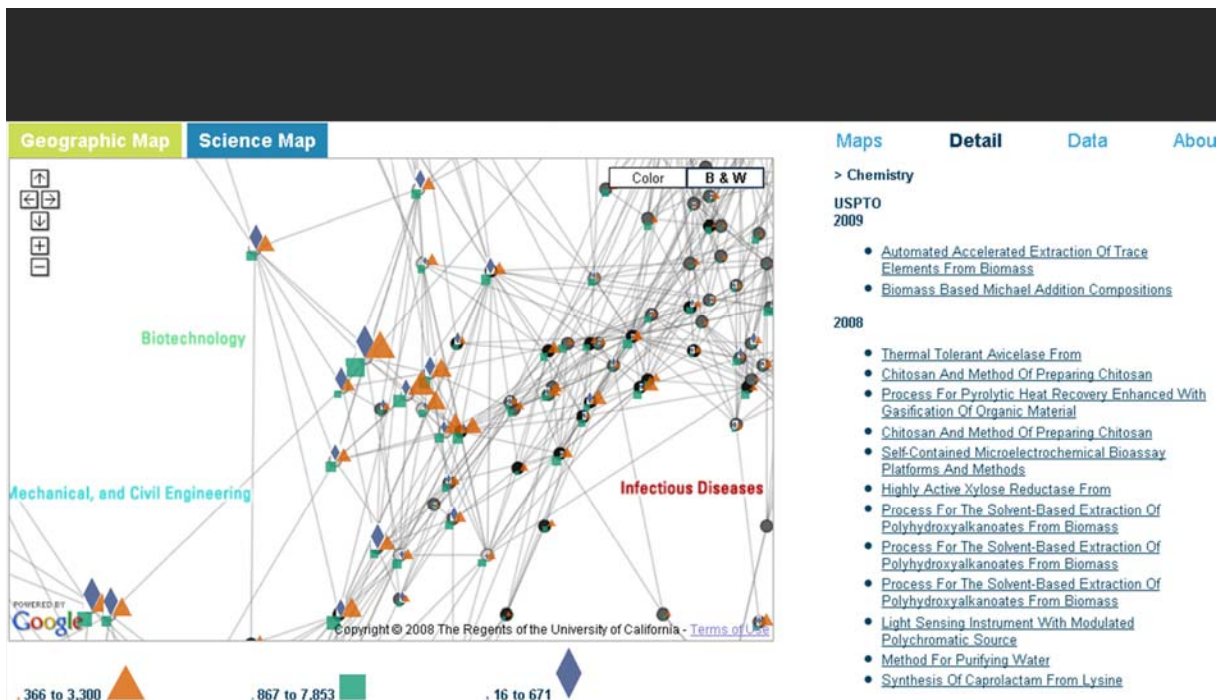 Geographic Map Science Map
Maps Detail Data Abou
Color B & W
Biotechnology
Mechanical, and Civil Engineering
Infectious Diseases
POWERED BY
Google
Copyright © 2008 The Regents of the University of California - Terms of Use
. 366 to 3,300
. 867 to 7,853
. 16 to 671
> Chemistry
USPTO
2009
• Automated Accelerated Extraction Of Trace
Elements From Biomass
• Biomass Based Michael Addition Compositions
2008
• Thermal Tolerant Avicelase From
• Chitosan And Method Of Preparing Chitosan
• Process For Pyrolytic Heat Recovery Enhanced With
Gasification Of Organic Material
• Chitosan And Method Of Preparing Chitosan
• Self-Contained Microelectrochemical Bioassay
Platforms And Methods
• Highly Active Xylose Reductase From
• Process For The Solvent-Based Extraction Of
Polyhydroxyalkanoates From Biomass
• Process For The Solvent-Based Extraction Of
Polyhydroxyalkanoates From Biomass
• Process For The Solvent-Based Extraction Of
Polyhydroxyalkanoates From Biomass
• Light Sensing Instrument With Modulated
Polychromatic Source
• Method For Purifying Water
• Synthesis Of Caprolactam From Lysine